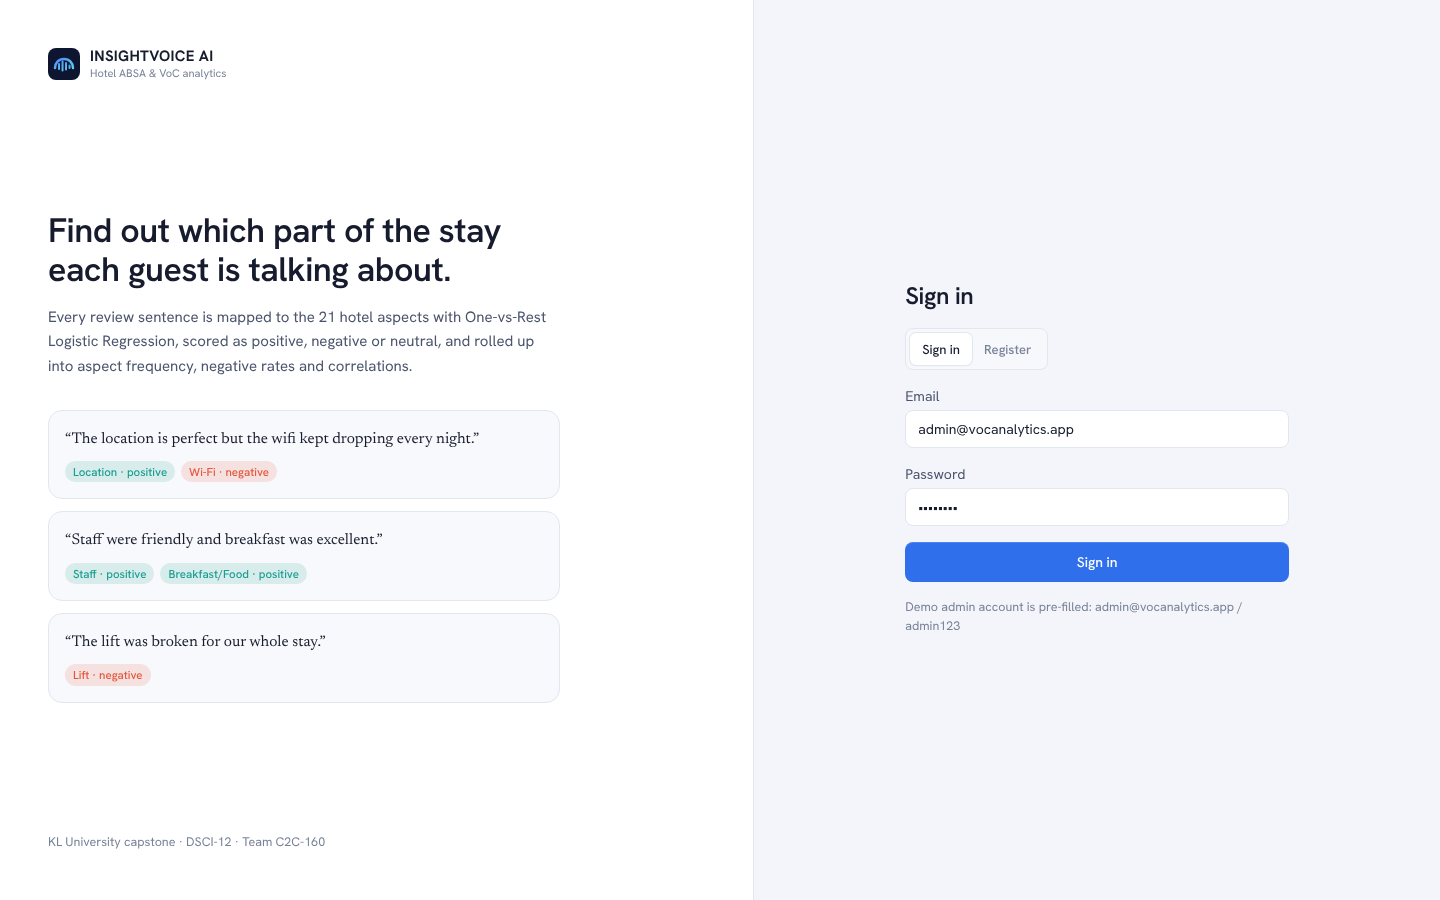 INSIGHTVOICE AI
Hotel ABSA & VoC analytics
Find out which part of the stay
each guest is talking about.
Every review sentence is mapped to the 21 hotel aspects with One-vs-Rest
Logistic Regression, scored as positive, negative or neutral, and rolled up
into aspect frequency, negative rates and correlations.
“The location is perfect but the wifi kept dropping every night.”
Location · positive
Wi-Fi · negative
“Staff were friendly and breakfast was excellent.”
Staff · positive
Breakfast/Food · positive
“The lift was broken for our whole stay.”
Lift · negative
KL University capstone · DSCI-12 · Team C2C-160
Sign in
Sign in
Register
Email
admin@vocanalytics.app
Password
••••••••
Sign in
Demo admin account is pre-filled: admin@vocanalytics.app /
admin123